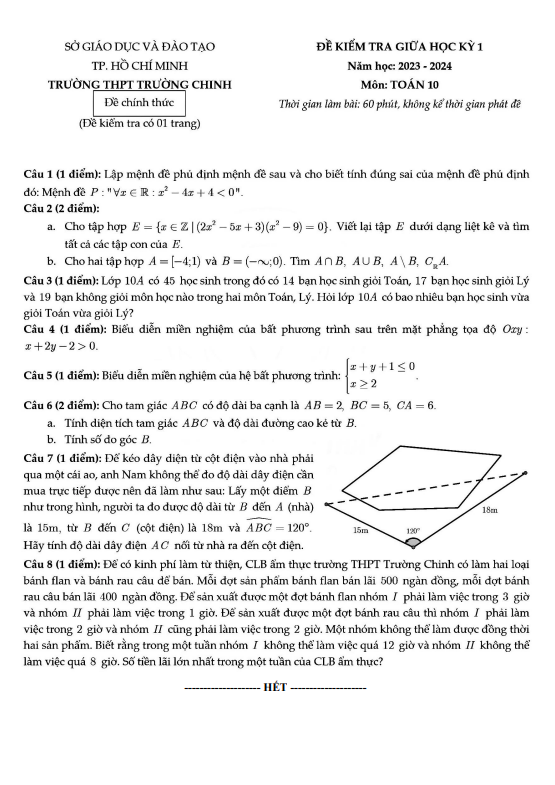 SỞ GIÁO DỤC VÀ ĐÀO TẠO
TP. HỒ CHÍ MINH
TRƯỜNG THPT TRƯỜNG CHINH
Đề chính thức
(Đề kiểm tra có 01 trang)
ĐỀ KIỂM TRA GIỮA HỌC KỲ 1
Năm học: 2023 - 2024
Môn: TOÁN 10
Thời gian làm bài: 60 phút, không kể thời gian phát đề
Câu 1 (1 điểm): Lập mệnh đề phủ định mệnh đề sau và cho biết tính đúng sai của mệnh đề phủ định
đó: Mệnh đề P : "∀x ∈ ℝ : x² − 4x + 4 < 0".
Câu 2 (2 điểm):
a. Cho tập hợp E = {x ∈ ℤ | (2x² − 5x + 3)(x² − 9) = 0}. Viết lại tập E dưới dạng liệt kê và tìm
tất cả các tập con của E.
b. Cho hai tập hợp A = [−4;1) và B = (−∞;0). Tìm A ∩ B, A ∪ B, A \ B, C_ℝ A.
Câu 3 (1 điểm): Lớp 10A có 45 học sinh trong đó có 14 bạn học sinh giỏi Toán, 17 bạn học sinh giỏi Lý
và 19 bạn không giỏi môn học nào trong hai môn Toán, Lý. Hỏi lớp 10A có bao nhiêu bạn học sinh vừa
giỏi Toán vừa giỏi Lý?
Câu 4 (1 điểm): Biểu diễn miền nghiệm của bất phương trình sau trên mặt phẳng tọa độ Oxy :
x + 2y − 2 > 0.
Câu 5 (1 điểm): Biểu diễn miền nghiệm của hệ bất phương trình: { x + y + 1 ≤ 0
x ≥ 2 .
Câu 6 (2 điểm): Cho tam giác ABC có độ dài ba cạnh là AB = 2, BC = 5, CA = 6.
a. Tính diện tích tam giác ABC và độ dài đường cao kẻ từ B.
b. Tính số đo góc B.
Câu 7 (1 điểm): Để kéo dây điện từ cột điện vào nhà phải
qua một cái ao, anh Nam không thể đo độ dài dây điện cần
mua trực tiếp được nên đã làm như sau: Lấy một điểm B
như trong hình, người ta đo được độ dài từ B đến A (nhà)
là 15m, từ B đến C (cột điện) là 18m và ABC = 120°.
Hãy tính độ dài dây điện AC nối từ nhà ra đến cột điện.
15m
120°
18m
Câu 8 (1 điểm): Để có kinh phí làm từ thiện, CLB ẩm thực trường THPT Trường Chinh có làm hai loại
bánh flan và bánh rau câu để bán. Mỗi đợt sản phẩm bánh flan bán lãi 500 ngàn đồng, mỗi đợt bánh
rau câu bán lãi 400 ngàn đồng. Để sản xuất được một đợt bánh flan nhóm I phải làm việc trong 3 giờ
và nhóm II phải làm việc trong 1 giờ. Để sản xuất được một đợt bánh rau câu thì nhóm I phải làm
việc trong 2 giờ và nhóm II cũng phải làm việc trong 2 giờ. Một nhóm không thể làm được đồng thời
hai sản phẩm. Biết rằng trong một tuần nhóm I không thể làm việc quá 12 giờ và nhóm II không thể
làm việc quá 8 giờ. Số tiền lãi lớn nhất trong một tuần của CLB ẩm thực?
-------------------- HẾT --------------------